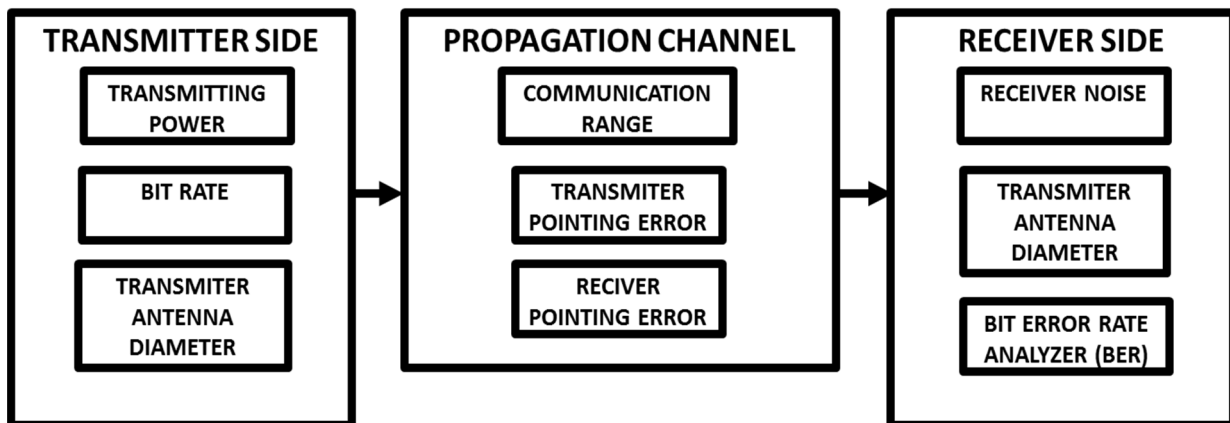 TRANSMITTER SIDE
TRANSMITTING
POWER
BIT RATE
TRANSMITER
ANTENNA
DIAMETER
PROPAGATION CHANNEL
COMMUNICATION
RANGE
TRANSMITER
POINTING ERROR
RECIVER
POINTING ERROR
RECEIVER SIDE
RECEIVER NOISE
TRANSMITER
ANTENNA
DIAMETER
BIT ERROR RATE
ANALYZER (BER)